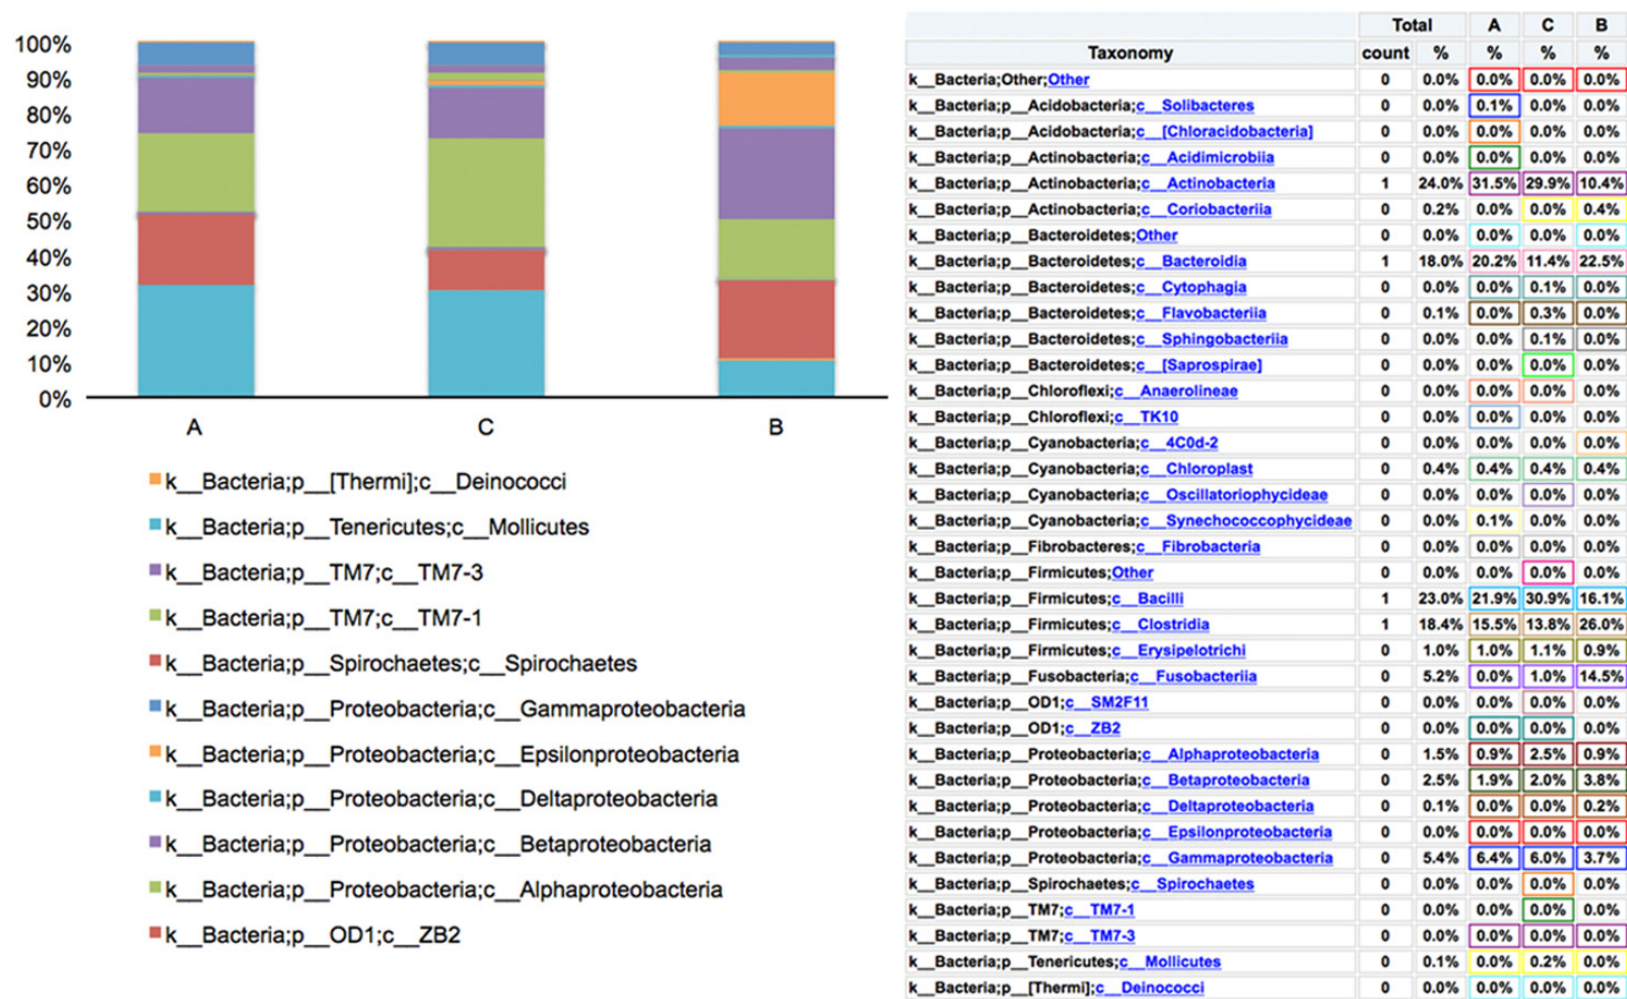 100%
90%
80%
70%
60%
50%
40%
30%
20%
10%
0%
A C B
k__Bacteria;p__[Thermi];c__Deinococci
k__Bacteria;p__Tenericutes;c__Mollicutes
k__Bacteria;p__TM7;c__TM7-3
k__Bacteria;p__TM7;c__TM7-1
k__Bacteria;p__Spirochaetes;c__Spirochaetes
k__Bacteria;p__Proteobacteria;c__Gammaproteobacteria
k__Bacteria;p__Proteobacteria;c__Epsilonproteobacteria
k__Bacteria;p__Proteobacteria;c__Deltaproteobacteria
k__Bacteria;p__Proteobacteria;c__Betaproteobacteria
k__Bacteria;p__Proteobacteria;c__Alphaproteobacteria
k__Bacteria;p__OD1;c__ZB2
Total A C B
Taxonomy count % % % %
k__Bacteria;Other;Other 0 0.0% 0.0% 0.0% 0.0%
k__Bacteria;p__Acidobacteria;c__Solibacteres 0 0.0% 0.1% 0.0% 0.0%
k__Bacteria;p__Acidobacteria;c__[Chloracidobacteria] 0 0.0% 0.0% 0.0% 0.0%
k__Bacteria;p__Actinobacteria;c__Acidimicrobiia 0 0.0% 0.0% 0.0% 0.0%
k__Bacteria;p__Actinobacteria;c__Actinobacteria 1 24.0% 31.5% 29.9% 10.4%
k__Bacteria;p__Actinobacteria;c__Coriobacteriia 0 0.2% 0.0% 0.0% 0.4%
k__Bacteria;p__Bacteroidetes;Other 0 0.0% 0.0% 0.0% 0.0%
k__Bacteria;p__Bacteroidetes;c__Bacteroidia 1 18.0% 20.2% 11.4% 22.5%
k__Bacteria;p__Bacteroidetes;c__Cytophagia 0 0.0% 0.0% 0.1% 0.0%
k__Bacteria;p__Bacteroidetes;c__Flavobacteriia 0 0.1% 0.0% 0.3% 0.0%
k__Bacteria;p__Bacteroidetes;c__Sphingobacteriia 0 0.0% 0.0% 0.1% 0.0%
k__Bacteria;p__Bacteroidetes;c__[Saprospirae] 0 0.0% 0.0% 0.0% 0.0%
k__Bacteria;p__Chloroflexi;c__Anaerolineae 0 0.0% 0.0% 0.0% 0.0%
k__Bacteria;p__Chloroflexi;c__TK10 0 0.0% 0.0% 0.0% 0.0%
k__Bacteria;p__Cyanobacteria;c__4C0d-2 0 0.0% 0.0% 0.0% 0.0%
k__Bacteria;p__Cyanobacteria;c__Chloroplast 0 0.4% 0.4% 0.4% 0.4%
k__Bacteria;p__Cyanobacteria;c__Oscillatoriophycideae 0 0.0% 0.0% 0.0% 0.0%
k__Bacteria;p__Cyanobacteria;c__Synechococcophycideae 0 0.0% 0.1% 0.0% 0.0%
k__Bacteria;p__Fibrobacteres;c__Fibrobacteria 0 0.0% 0.0% 0.0% 0.0%
k__Bacteria;p__Firmicutes;Other 0 0.0% 0.0% 0.0% 0.0%
k__Bacteria;p__Firmicutes;c__Bacilli 1 23.0% 21.9% 30.9% 16.1%
k__Bacteria;p__Firmicutes;c__Clostridia 1 18.4% 15.5% 13.8% 26.0%
k__Bacteria;p__Firmicutes;c__Erysipelotrichi 0 1.0% 1.0% 1.1% 0.9%
k__Bacteria;p__Fusobacteria;c__Fusobacteriia 0 5.2% 0.0% 1.0% 14.5%
k__Bacteria;p__OD1;c__SM2F11 0 0.0% 0.0% 0.0% 0.0%
k__Bacteria;p__OD1;c__ZB2 0 0.0% 0.0% 0.0% 0.0%
k__Bacteria;p__Proteobacteria;c__Alphaproteobacteria 0 1.5% 0.9% 2.5% 0.9%
k__Bacteria;p__Proteobacteria;c__Betaproteobacteria 0 2.5% 1.9% 2.0% 3.8%
k__Bacteria;p__Proteobacteria;c__Deltaproteobacteria 0 0.1% 0.0% 0.0% 0.2%
k__Bacteria;p__Proteobacteria;c__Epsilonproteobacteria 0 0.0% 0.0% 0.0% 0.0%
k__Bacteria;p__Proteobacteria;c__Gammaproteobacteria 0 5.4% 6.4% 6.0% 3.7%
k__Bacteria;p__Spirochaetes;c__Spirochaetes 0 0.0% 0.0% 0.0% 0.0%
k__Bacteria;p__TM7;c__TM7-1 0 0.0% 0.0% 0.0% 0.0%
k__Bacteria;p__TM7;c__TM7-3 0 0.0% 0.0% 0.0% 0.0%
k__Bacteria;p__Tenericutes;c__Mollicutes 0 0.1% 0.0% 0.2% 0.0%
k__Bacteria;p__[Thermi];c__Deinococci 0 0.0% 0.0% 0.0% 0.0%